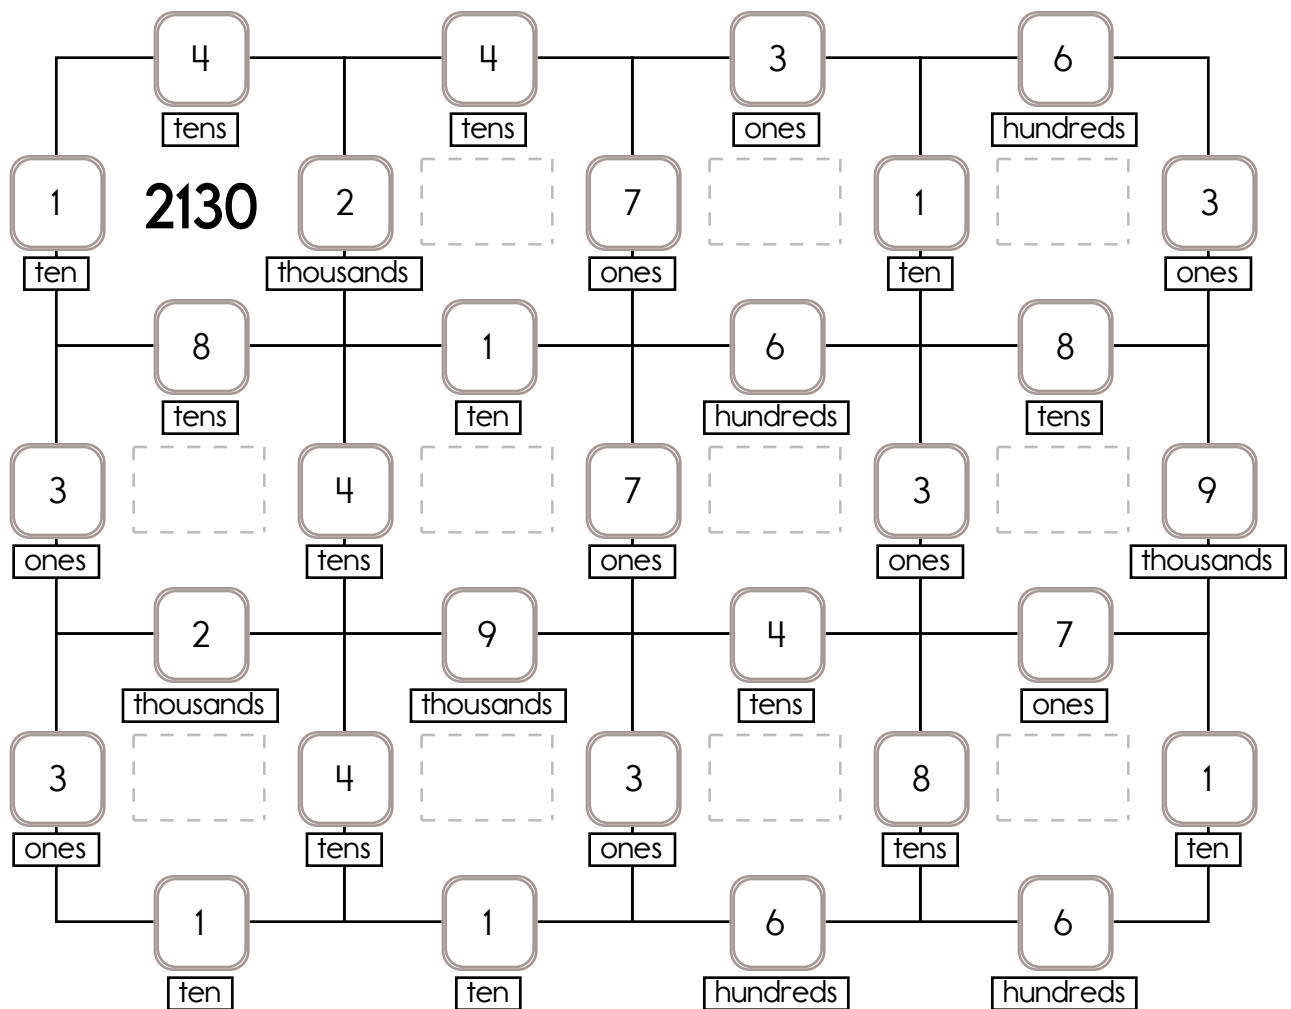 4 4 3 6
tens tens ones hundreds
1 2130 2 7 1 3
ten thousands ones ten ones
8 1 6 8
tens ten hundreds tens
3 4 7 3 9
ones tens ones ones thousands
2 9 4 7
thousands thousands tens ones
3 4 3 8 1
ones tens ones tens ten
1 1 6 6
ten ten hundreds hundreds